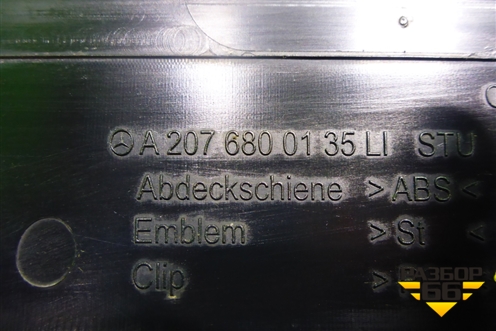 A 207 680 01 35 LI STU
Abdeckschiene >ABS<
Emblem >St <
Clip >
РАЗБОР
66